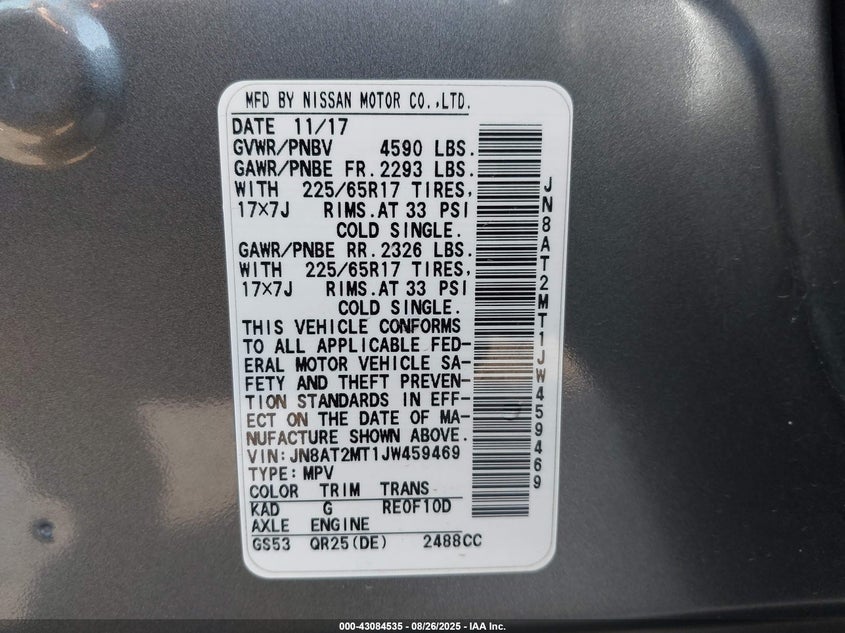 MFD BY NISSAN MOTOR CO.,LTD.
DATE 11/17
GVWR/PNBV 4590 LBS.
GAWR/PNBE FR.2293 LBS.
WITH 225/65R17 TIRES,
17×7J RIMS.AT 33 PSI
COLD SINGLE.
GAWR/PNBE RR.2326 LBS.
WITH 225/65R17 TIRES,
17×7J RIMS.AT 33 PSI
COLD SINGLE.
THIS VEHICLE CONFORMS
TO ALL APPLICABLE FED-
ERAL MOTOR VEHICLE SA-
FETY AND THEFT PREVEN-
TION STANDARDS IN EFF-
ECT ON THE DATE OF MA-
NUFACTURE SHOWN ABOVE.
VIN:JN8AT2MT1JW459469
TYPE:MPV
COLOR TRIM TRANS
KAD G RE0F10D
AXLE ENGINE
GS53 QR25(DE) 2488CC
JN8AT2MT1JW459469
000-43084535 - 08/26/2025 - IAA Inc.